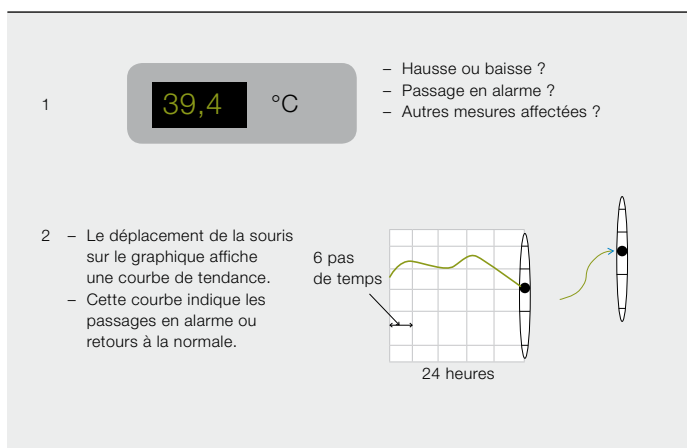 1
39,4 °C
– Hausse ou baisse ?
– Passage en alarme ?
– Autres mesures affectées ?
2 – Le déplacement de la souris
sur le graphique affiche
une courbe de tendance.
– Cette courbe indique les
passages en alarme ou
retours à la normale.
6 pas
de temps
24 heures